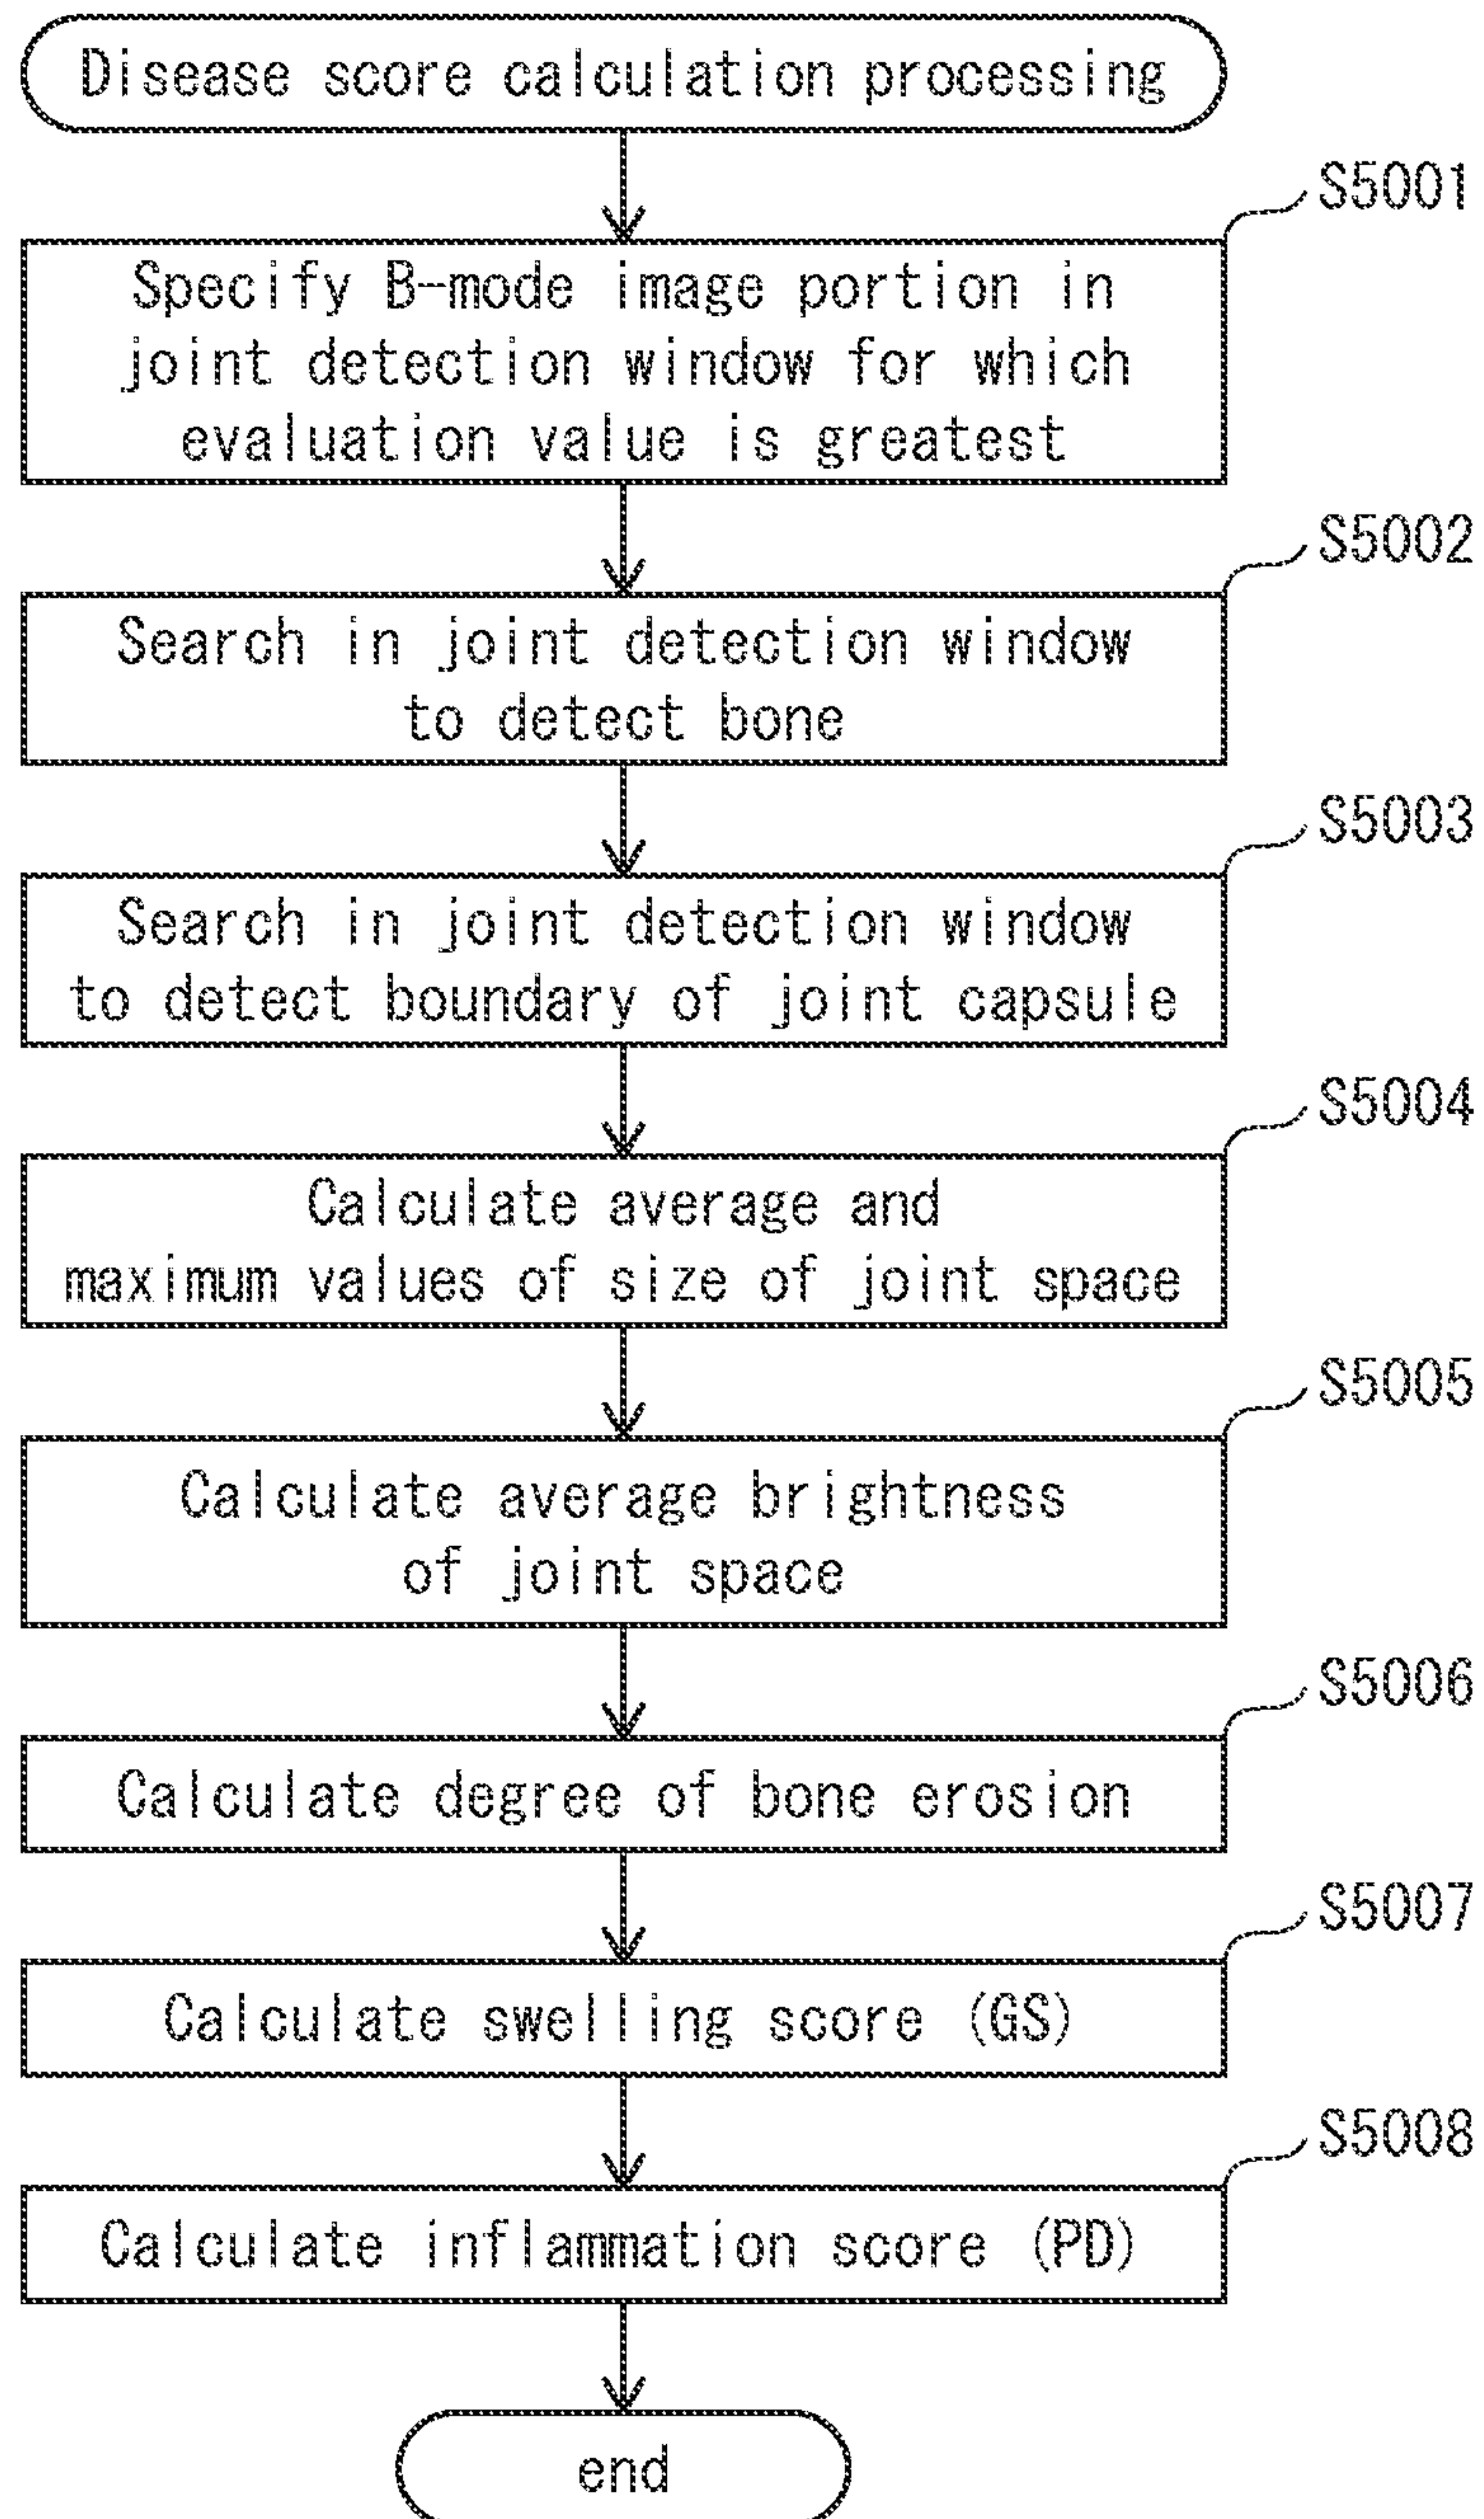 Disease score calculation processing
S5001
Specify B-mode image portion in
joint detection window for which
evaluation value is greatest
S5002
Search in joint detection window
to detect bone
S5003
Search in joint detection window
to detect boundary of joint capsule
S5004
Calculate average and
maximum values of size of joint space
S5005
Calculate average brightness
of joint space
S5006
Calculate degree of bone erosion
S5007
Calculate swelling score (GS)
S5008
Calculate inflammation score (PD)
end